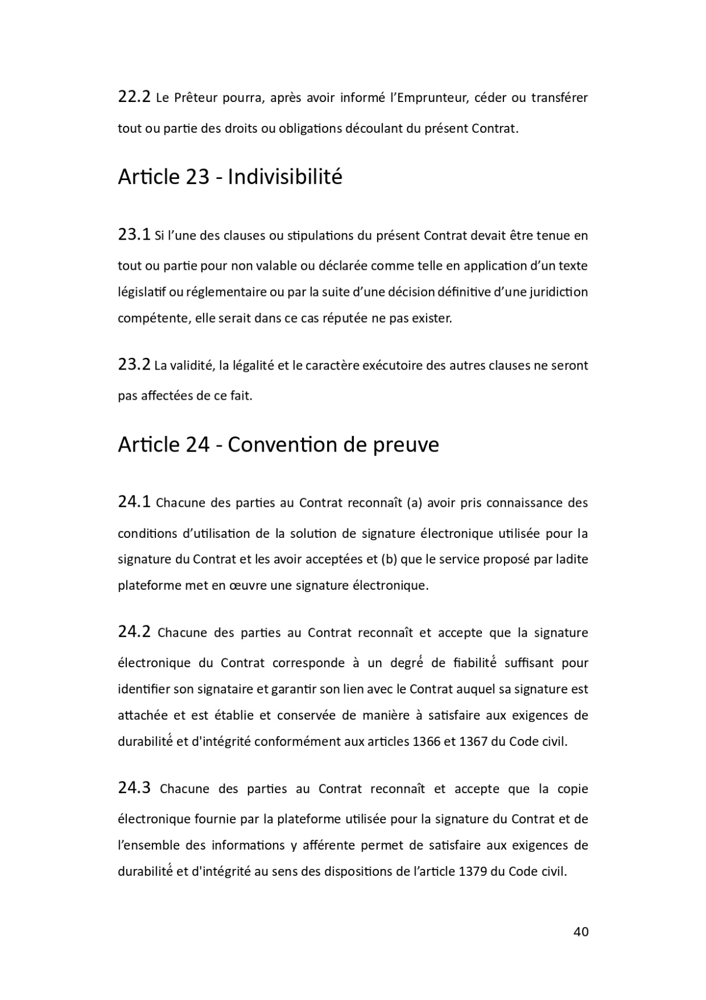 22.2 Le Prêteur pourra, après avoir informé l’Emprunteur, céder ou transférer
tout ou partie des droits ou obligations découlant du présent Contrat.
Article 23 - Indivisibilité
23.1 Si l’une des clauses ou stipulations du présent Contrat devait être tenue en
tout ou partie pour non valable ou déclarée comme telle en application d’un texte
législatif ou réglementaire ou par la suite d’une décision définitive d’une juridiction
compétente, elle serait dans ce cas réputée ne pas exister.
23.2 La validité, la légalité et le caractère exécutoire des autres clauses ne seront
pas affectées de ce fait.
Article 24 - Convention de preuve
24.1 Chacune des parties au Contrat reconnaît (a) avoir pris connaissance des
conditions d’utilisation de la solution de signature électronique utilisée pour la
signature du Contrat et les avoir acceptées et (b) que le service proposé par ladite
plateforme met en œuvre une signature électronique.
24.2 Chacune des parties au Contrat reconnaît et accepte que la signature
électronique du Contrat corresponde à un degré́ de fiabilité́ suffisant pour
identifier son signataire et garantir son lien avec le Contrat auquel sa signature est
attachée et est établie et conservée de manière à satisfaire aux exigences de
durabilité́ et d'intégrité conformément aux articles 1366 et 1367 du Code civil.
24.3 Chacune des parties au Contrat reconnaît et accepte que la copie
électronique fournie par la plateforme utilisée pour la signature du Contrat et de
l’ensemble des informations y afférente permet de satisfaire aux exigences de
durabilité́ et d'intégrité au sens des dispositions de l’article 1379 du Code civil.
40